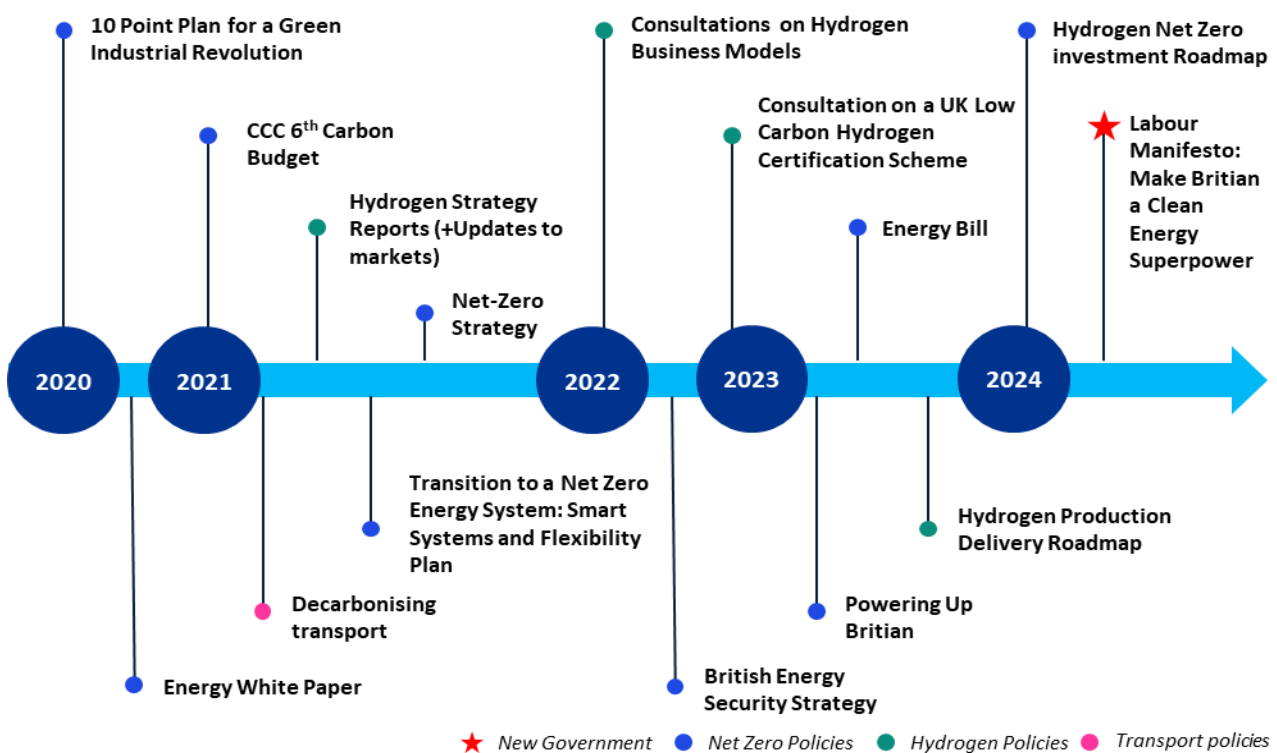 10 Point Plan for a Green
Industrial Revolution
Consultations on Hydrogen
Business Models
Hydrogen Net Zero
investment Roadmap
CCC 6th Carbon
Budget
Consultation on a UK Low
Carbon Hydrogen
Certification Scheme
Labour
Manifesto:
Make Britian
a Clean
Energy
Superpower
Hydrogen Strategy
Reports (+Updates to
markets)
Energy Bill
Net-Zero
Strategy
2020
2021
2022
2023
2024
Transition to a Net Zero
Energy System: Smart
Systems and Flexibility
Plan
Hydrogen Production
Delivery Roadmap
Decarbonising
transport
Powering Up
Britian
Energy White Paper
British Energy
Security Strategy
New Government
Net Zero Policies
Hydrogen Policies
Transport policies